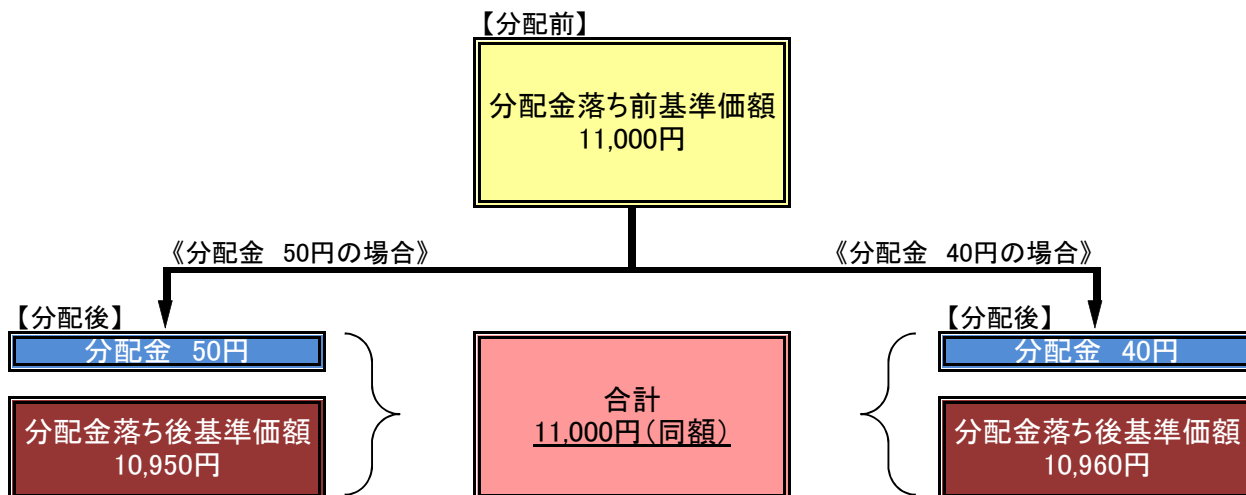 【分配前】
分配金落ち前基準価額
11,000円
《分配金　50円の場合》
《分配金　40円の場合》
【分配後】
分配金　50円
分配金落ち後基準価額
10,950円
合計
11,000円（同額）
【分配後】
分配金　40円
分配金落ち後基準価額
10,960円